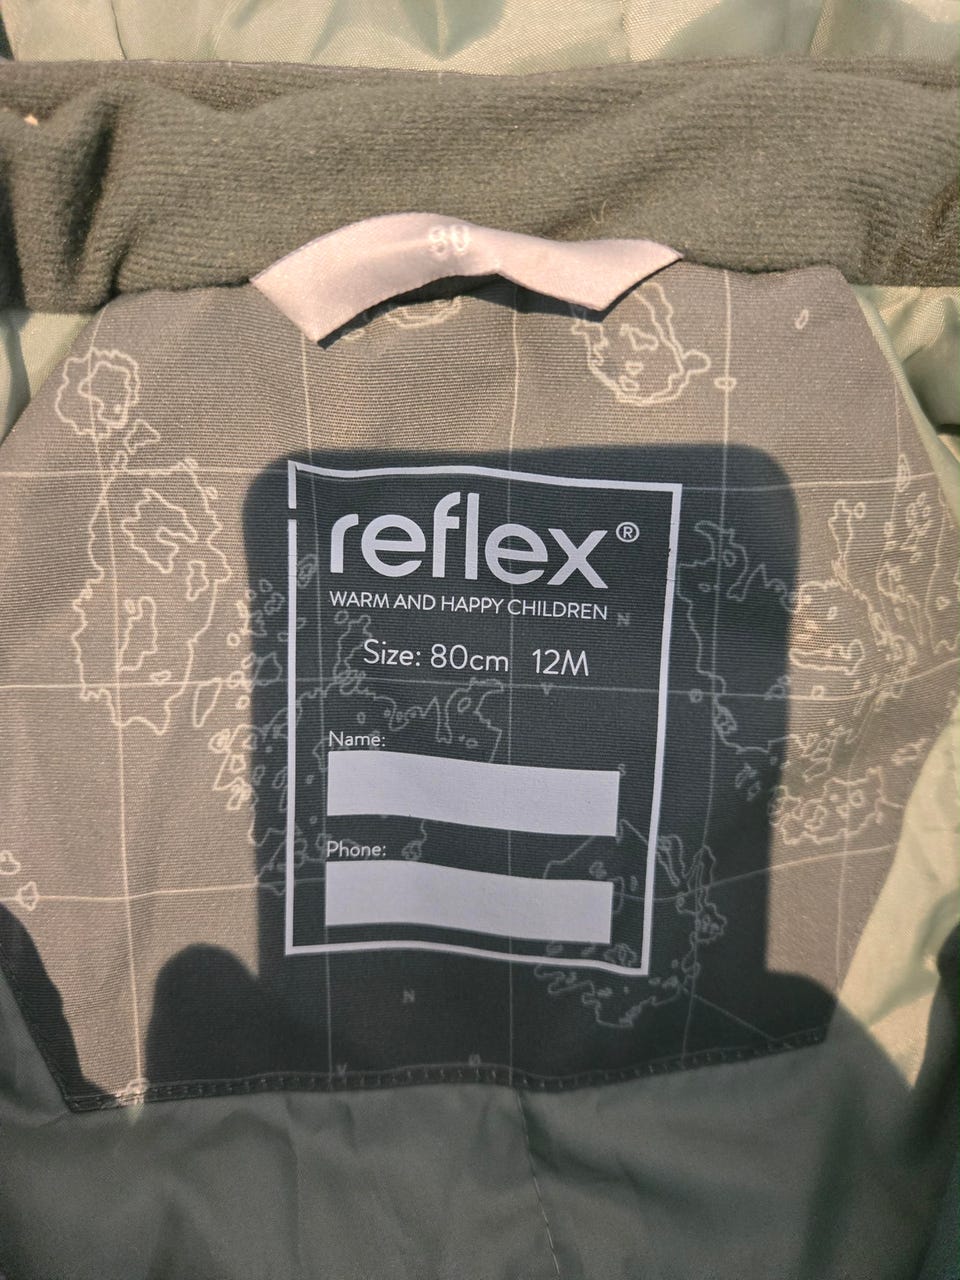 80
reflex®
WARM AND HAPPY CHILDREN
Size: 80cm 12M
Name:
Phone:
N
V
S
N
V
S